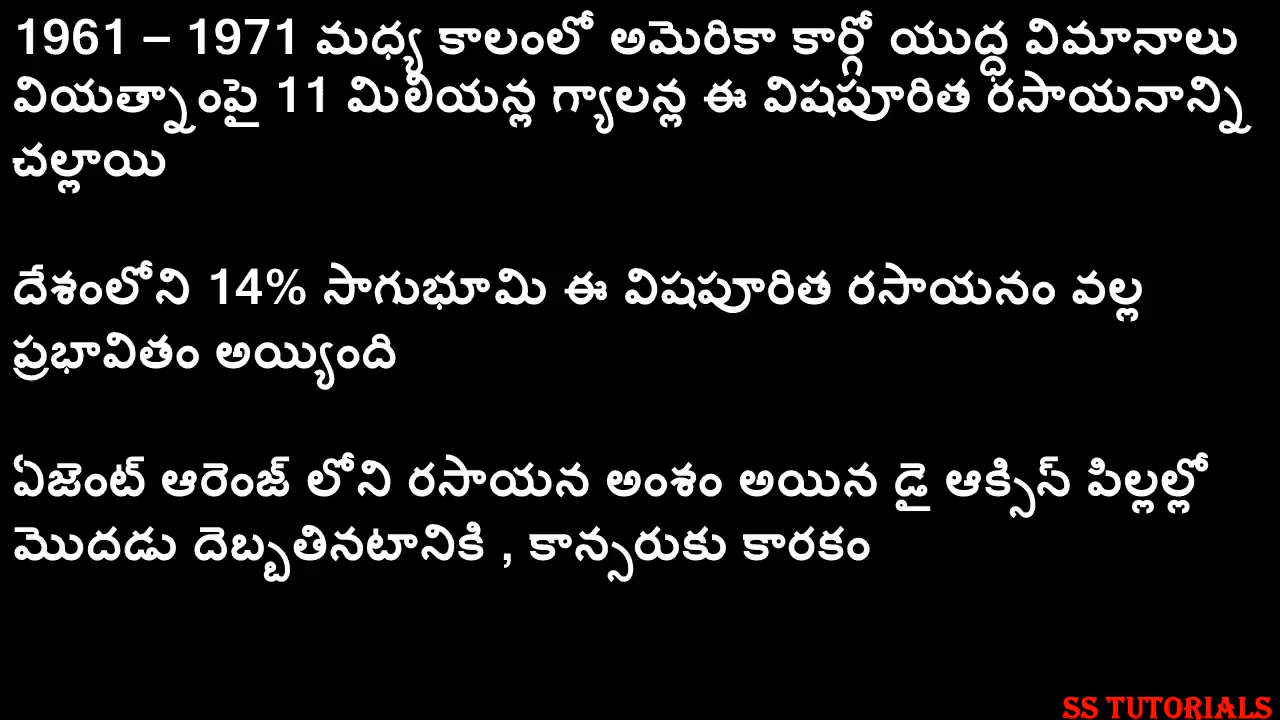 1961 – 1971 మధ్య కాలంలో అమెరికా కార్గో యుద్ధ విమానాలు
వియత్నాంపై 11 మిలియన్ల గ్యాలన్ల ఈ విషపూరిత రసాయనాన్ని
చల్లాయి
దేశంలోని 14% సాగుభూమి ఈ విషపూరిత రసాయనం వల్ల
ప్రభావితం అయ్యింది
ఏజెంట్ ఆరెంజ్ లోని రసాయన అంశం అయిన డై ఆక్సిస్ పిల్లల్లో
మొదడు దెబ్బతినటానికి , కాన్సరుకు కారకం
SS TUTORIALS